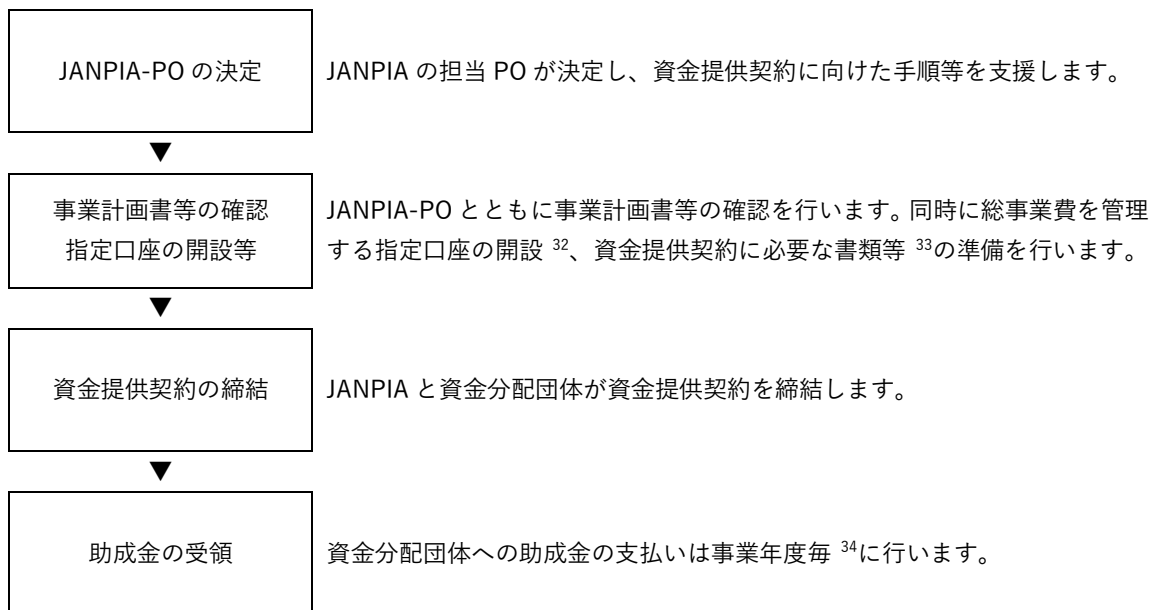 JANPIA-PO の決定
JANPIA の担当 PO が決定し、資金提供契約に向けた手順等を支援します。
▼
事業計画書等の確認
指定口座の開設等
JANPIA-PO とともに事業計画書等の確認を行います。同時に総事業費を管理
する指定口座の開設 32、資金提供契約に必要な書類等 33の準備を行います。
▼
資金提供契約の締結
JANPIA と資金分配団体が資金提供契約を締結します。
▼
助成金の受領
資金分配団体への助成金の支払いは事業年度毎 34に行います。